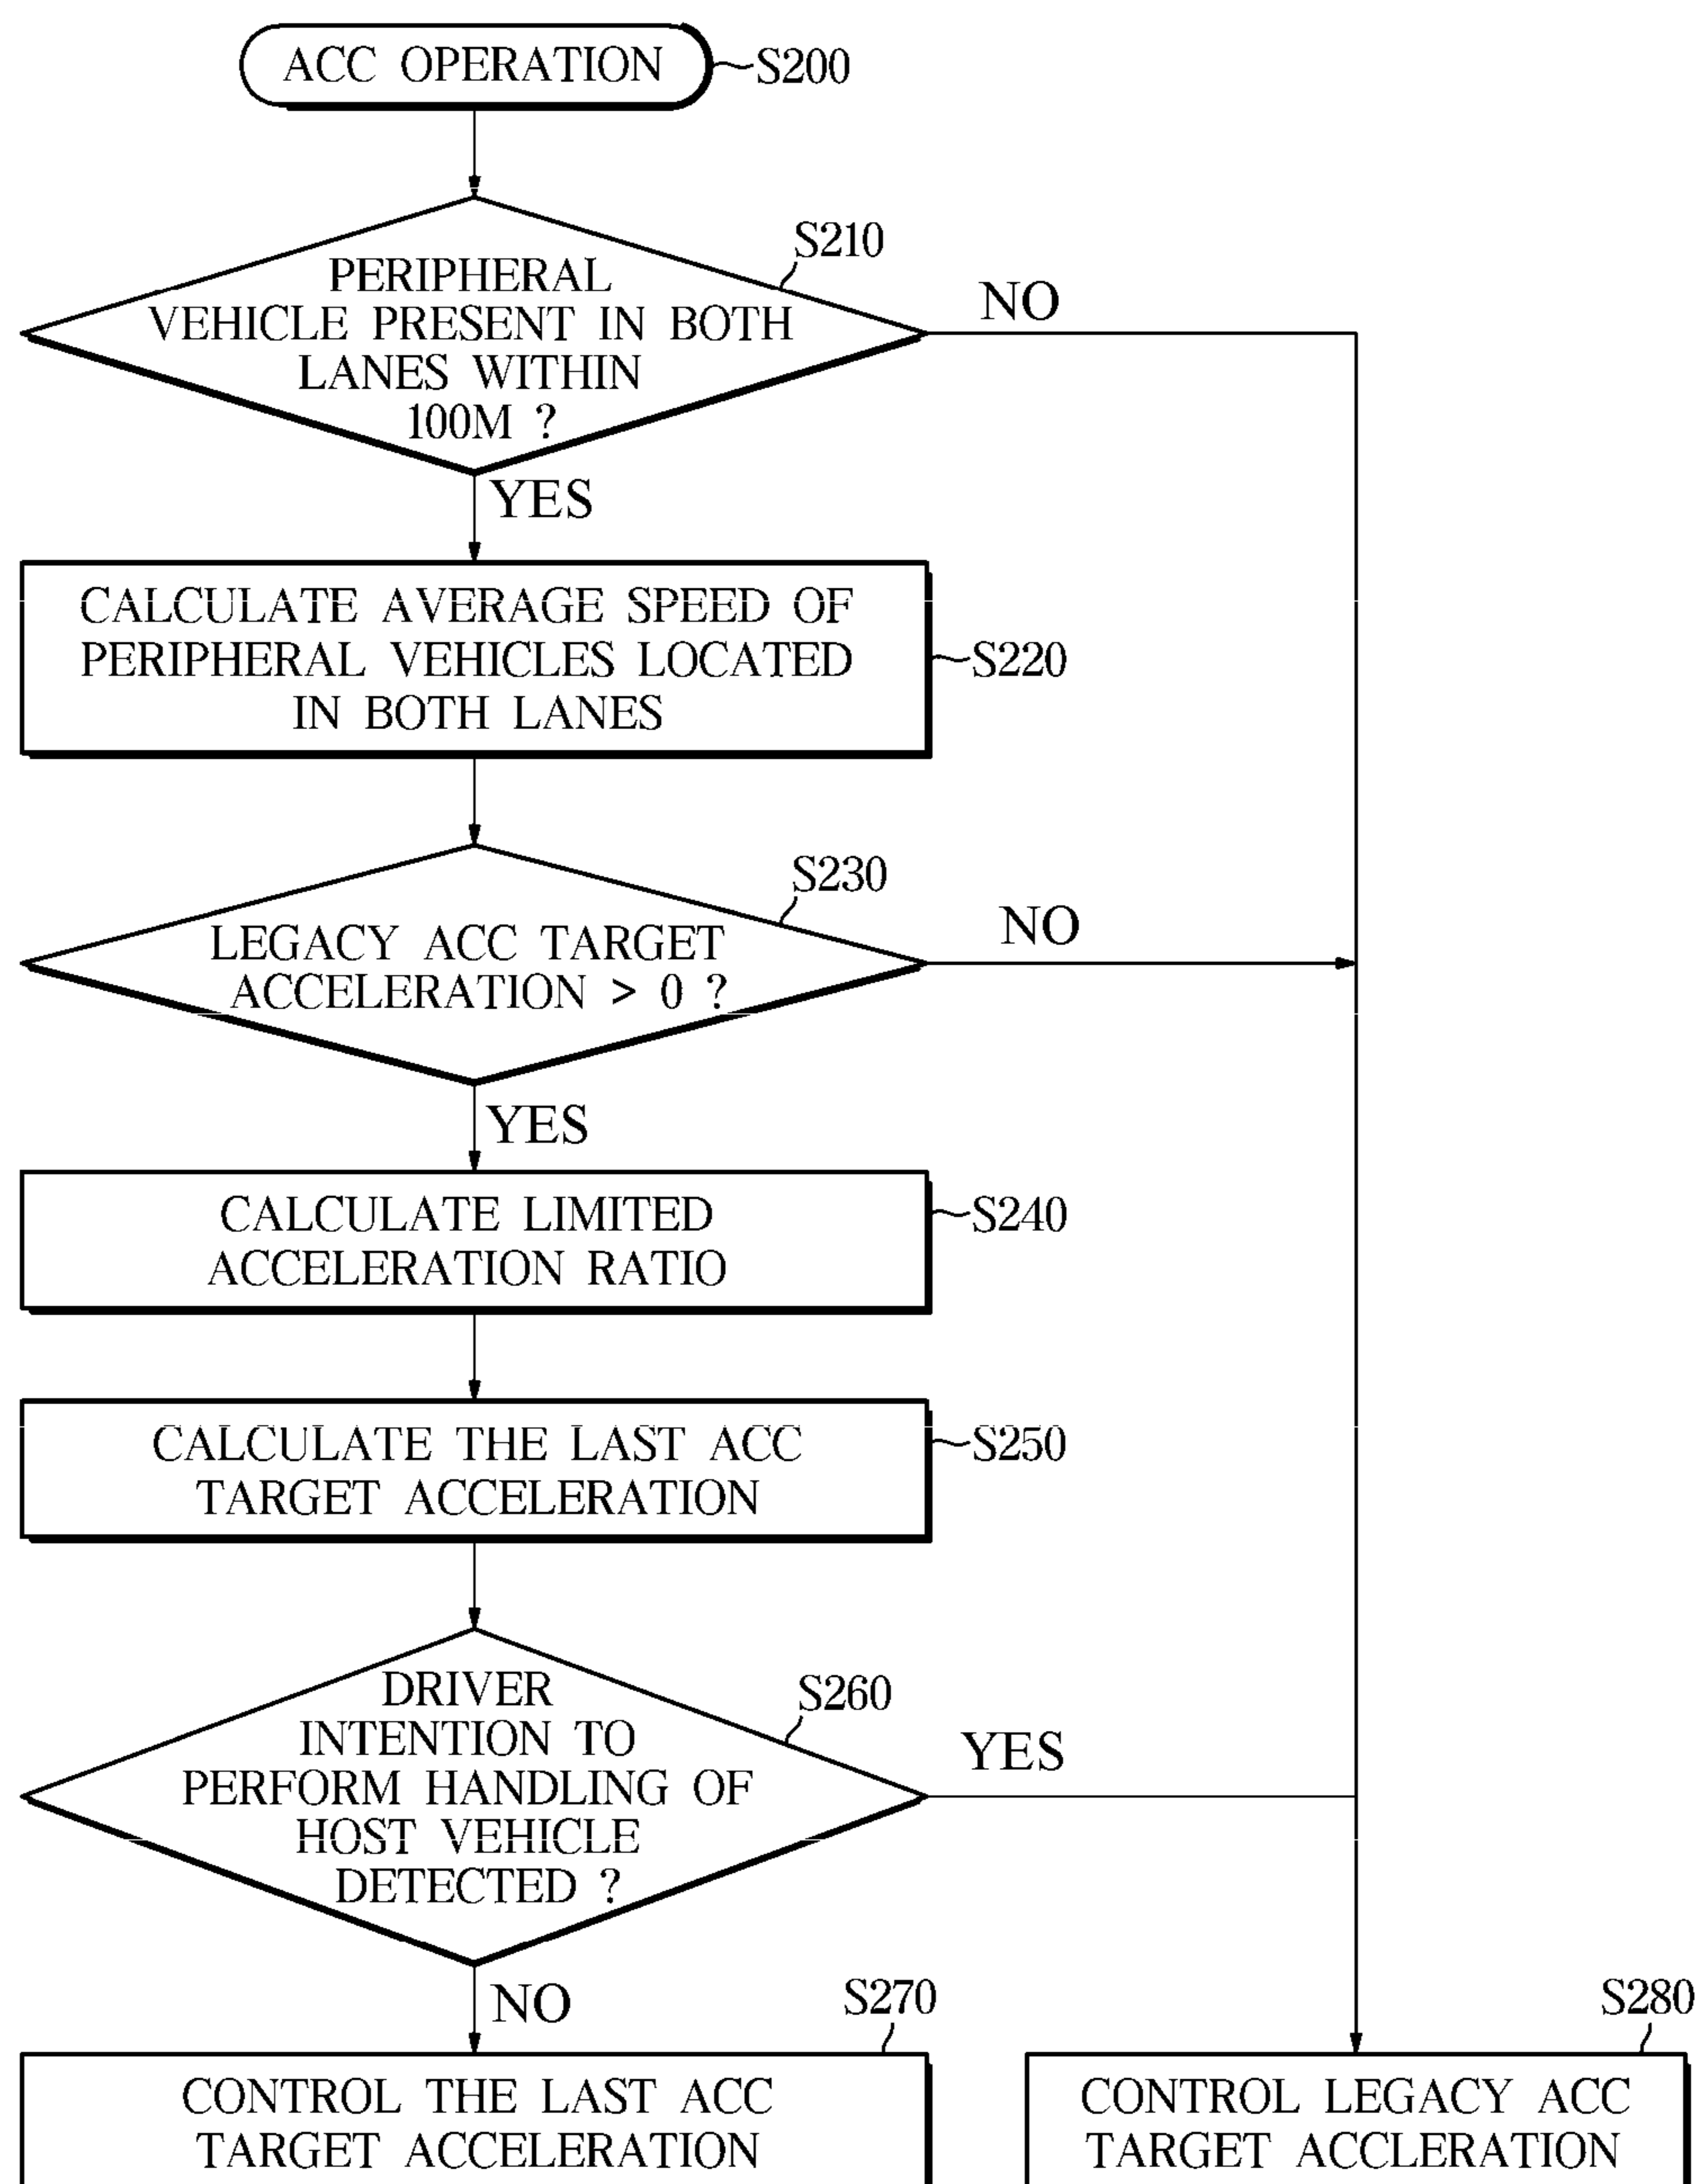 ACC OPERATION
S200
S210
PERIPHERAL
VEHICLE PRESENT IN BOTH
LANES WITHIN
100M ?
NO
YES
CALCULATE AVERAGE SPEED OF
PERIPHERAL VEHICLES LOCATED
IN BOTH LANES
S220
S230
LEGACY ACC TARGET
ACCELERATION > 0 ?
NO
YES
CALCULATE LIMITED
ACCELERATION RATIO
S240
CALCULATE THE LAST ACC
TARGET ACCELERATION
S250
S260
DRIVER
INTENTION TO
PERFORM HANDLING OF
HOST VEHICLE
DETECTED ?
YES
NO
S270
CONTROL THE LAST ACC
TARGET ACCELERATION
S280
CONTROL LEGACY ACC
TARGET ACCLERATION